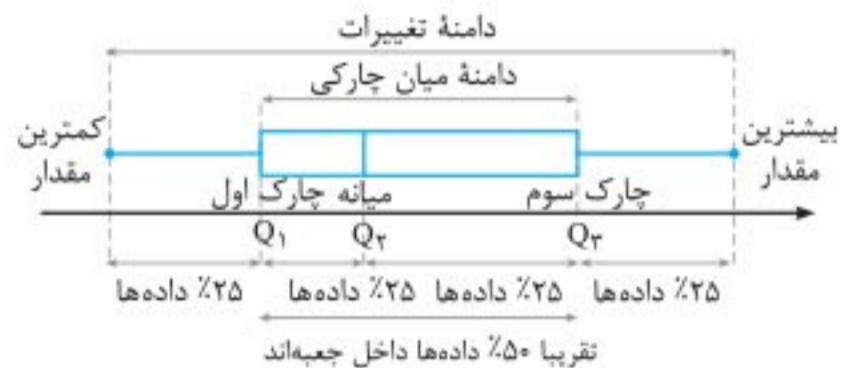 دامنهٔ تغییرات
دامنهٔ میان چارکی
بیشترین مقدار
کمترین مقدار
چارک سوم
میانه
چارک اول
Q۱
Q۲
Q۳
۲۵٪ داده‌ها
۲۵٪ داده‌ها
۲۵٪ داده‌ها
۲۵٪ داده‌ها
تقریبا ۵۰٪ داده‌ها داخل جعبه‌اند